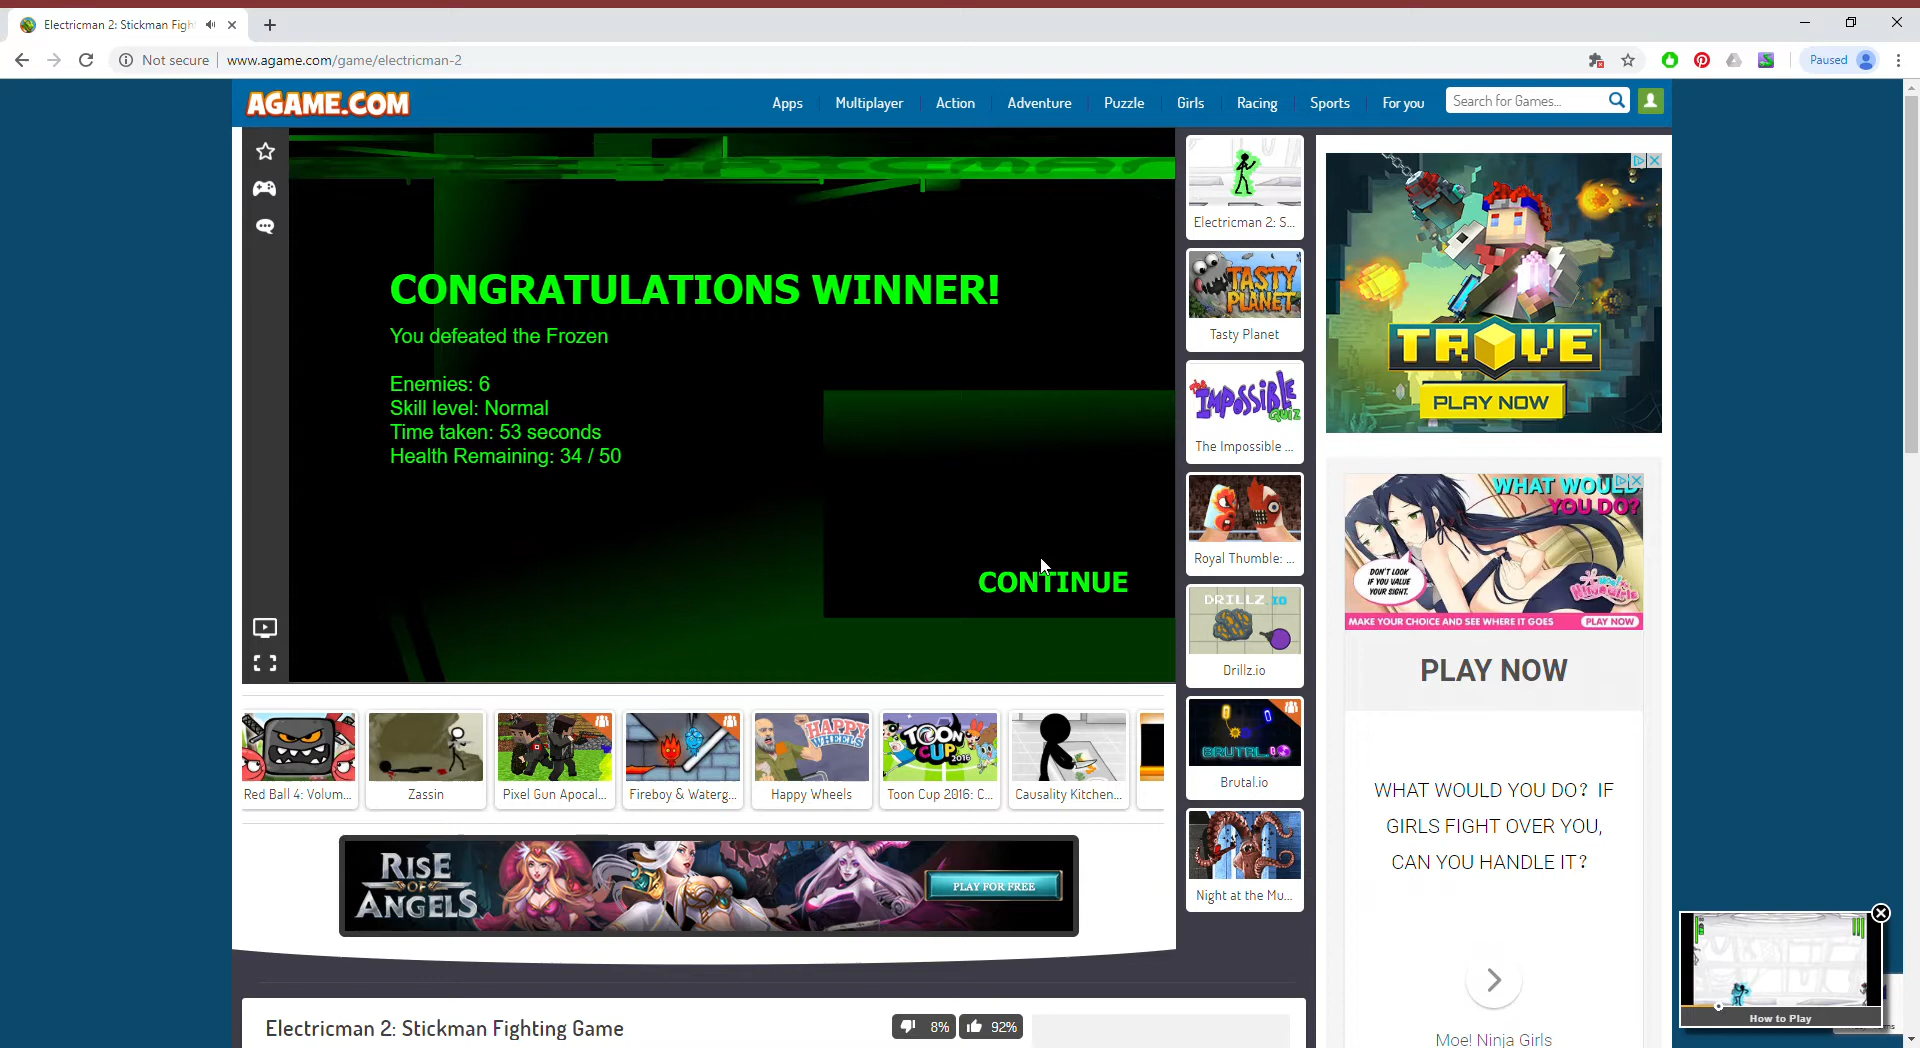 Electricman 2: Stickman Figh
Not secure
www.agame.com/game/electricman-2
Paused
AGAME.COM
Apps
Multiplayer
Action
Adventure
Puzzle
Girls
Racing
Sports
For you
Search for Games...
CONGRATULATIONS WINNER!
You defeated the Frozen
Enemies: 6
Skill level: Normal
Time taken: 53 seconds
Health Remaining: 34 / 50
CONTINUE
Electricman 2: S...
TASTY PLANET
Tasty Planet
the IMPOSSIBLE QUIZ
The Impossible ...
Royal Thumble: ...
DRILLZ.IO
Drillz.io
BRUTAL.IO
Brutal.io
Night at the Mu...
TROVE
PLAY NOW
WHAT WOULD
YOU DO?
DON'T LOOK
IF YOU VALUE
YOUR SIGHT.
MAKE YOUR CHOICE AND SEE WHERE IT GOES
PLAY NOW
PLAY NOW
WHAT WOULD YOU DO? IF
GIRLS FIGHT OVER YOU,
CAN YOU HANDLE IT?
Moe! Ninja Girls
Red Ball 4: Volum...
Zassin
Pixel Gun Apocal...
Fireboy & Waterg...
HAPPY WHEELS
Happy Wheels
TOON CUP 2016
Toon Cup 2016: C...
Causality Kitchen...
RISE OF ANGELS
PLAY FOR FREE
Electricman 2: Stickman Fighting Game
8%
92%
How to Play